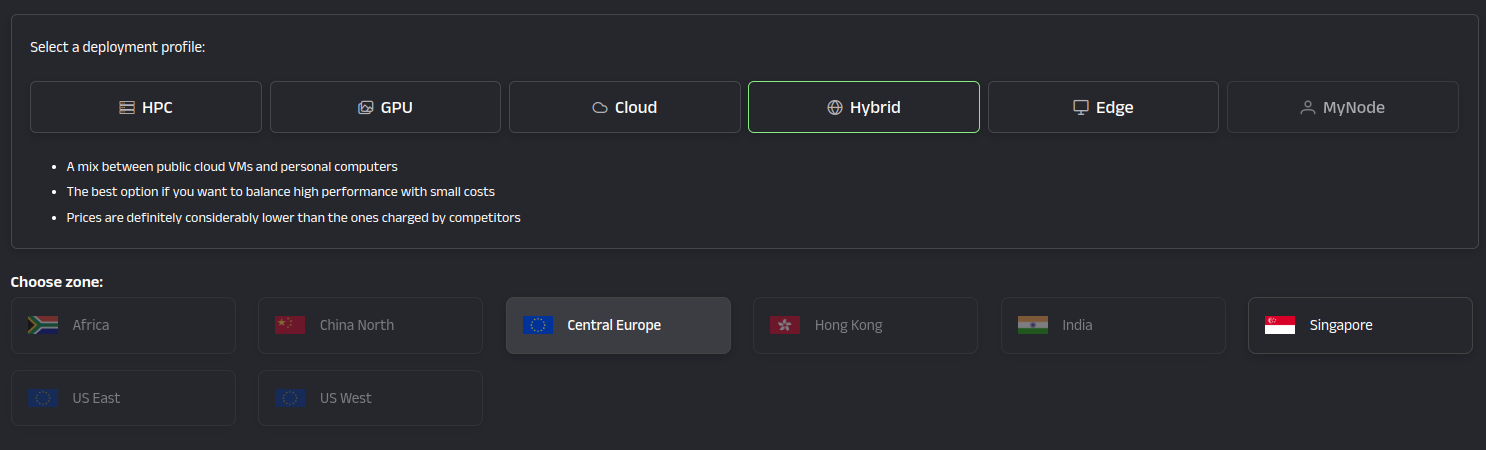 Select a deployment profile:
HPC
GPU
Cloud
Hybrid
Edge
MyNode
A mix between public cloud VMs and personal computers
The best option if you want to balance high performance with small costs
Prices are definitely considerably lower than the ones charged by competitors
Choose zone:
Africa
China North
Central Europe
Hong Kong
India
Singapore
US East
US West